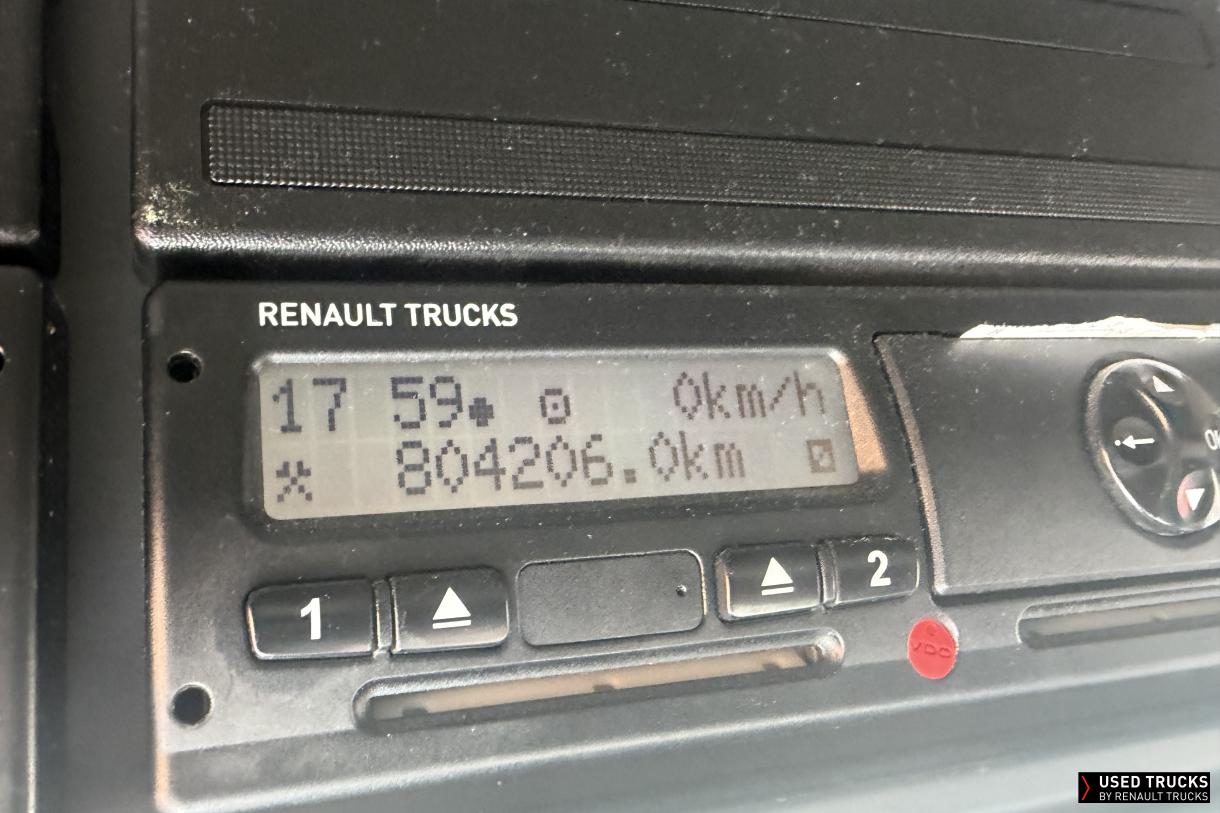 RENAULT TRUCKS
17 59 0km/h
804206.0km
1 2
VDO
USED TRUCKS
BY RENAULT TRUCKS